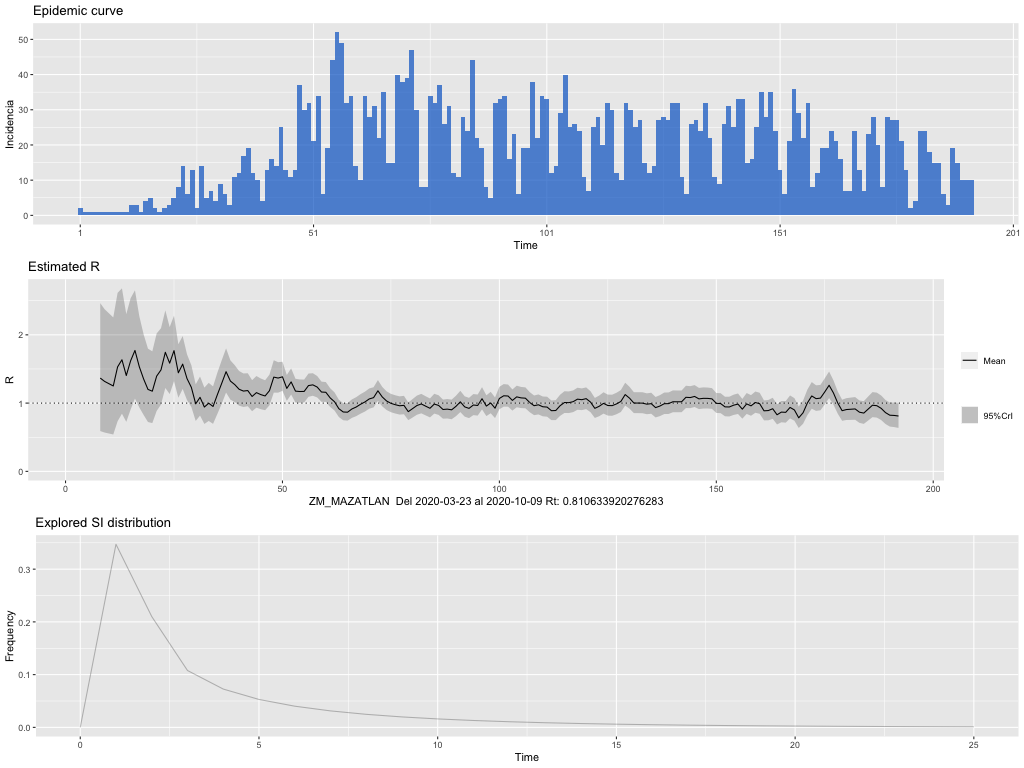 Epidemic curve
50
40
30
20
10
0
Incidencia
1 51 101 151 201
Time
Estimated R
2
1
0
R
Mean
95%CrI
0 50 100 150 200
ZM_MAZATLAN Del 2020-03-23 al 2020-10-09 Rt: 0.810633920276283
Explored SI distribution
0.3
0.2
0.1
0.0
Frequency
0 5 10 15 20 25
Time